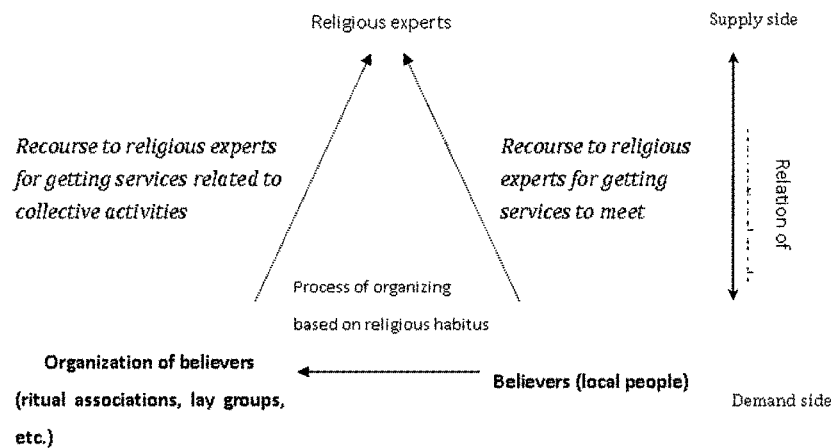 Religious experts
Supply side
Recourse to religious experts
for getting services related to
collective activities
Recourse to religious
experts for getting
services to meet
Relation of
Process of organizing
based on religious habitus
Organization of believers
(ritual associations, lay groups,
etc.)
Believers (local people)
Demand side